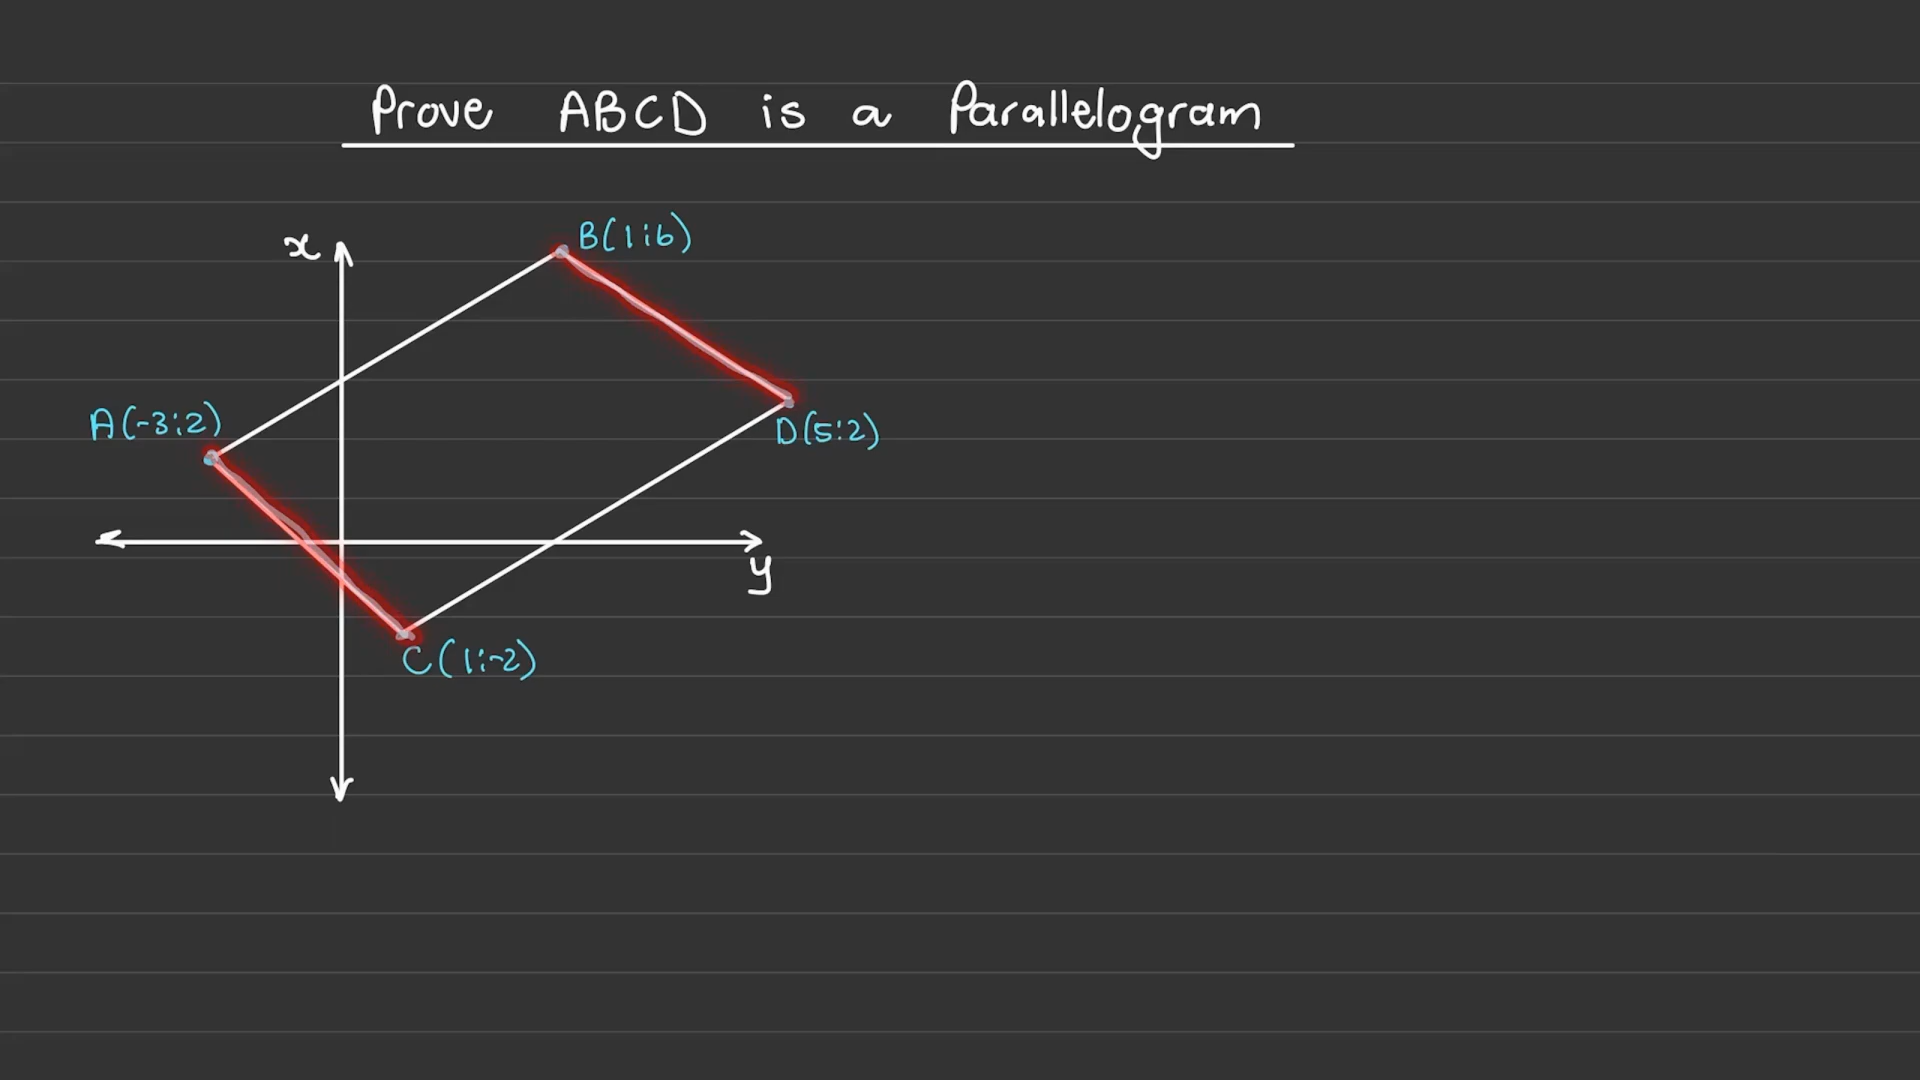 Prove ABCD is a Parallelogram
x
B(1;6)
A(-3;2)
D(5;2)
y
C(1;-2)